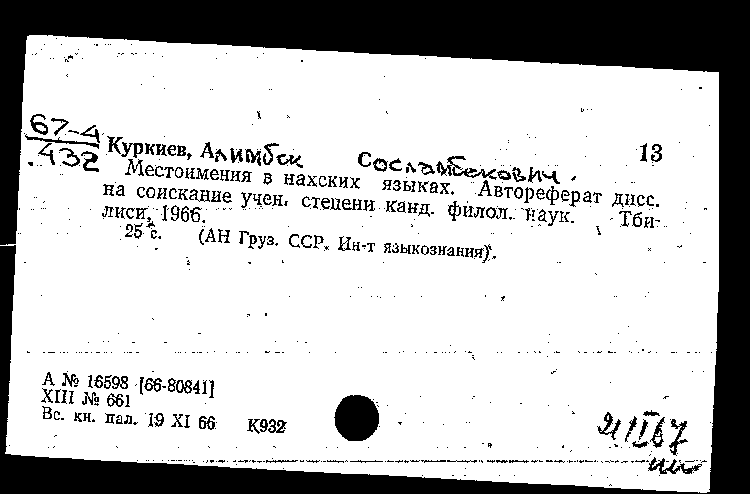 67-4
432
13
Куркиев, Алимбек Сосламбекович.
Местоимения в нахских языках. Автореферат дисс.
на соискание учен. степени канд. филол. наук. Тби-
лиси, 1966.
25 с. (АН Груз. ССР. Ин-т языкознания).
А № 16598 [66-80841]
XIII № 661
Вс. кн. пал. 19 XI 66 К932